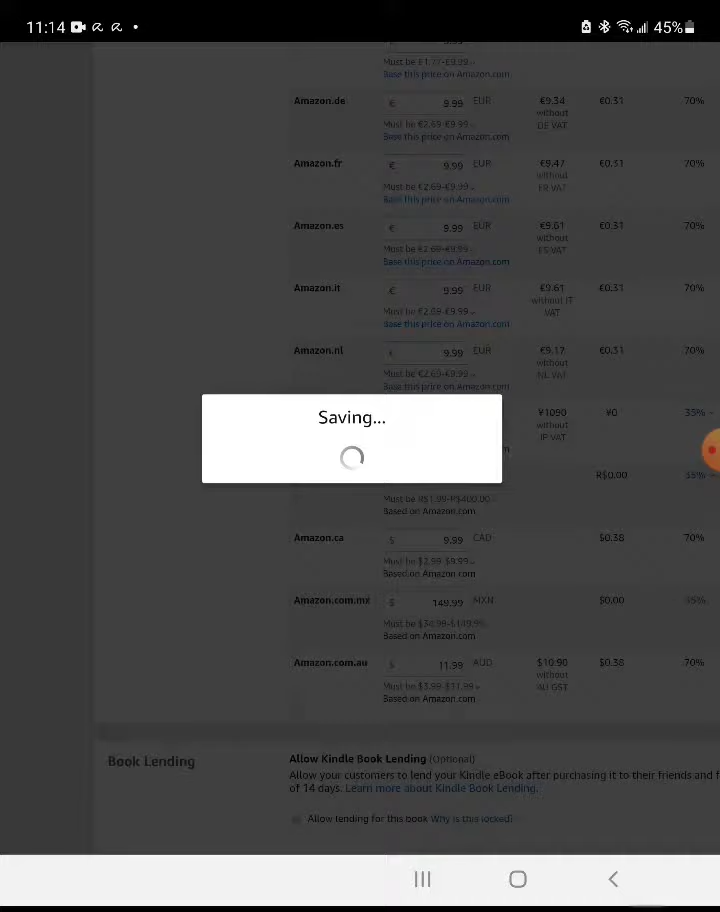 11:14
45%
Must be £1.77-£9.99
Base this price on Amazon.com
Amazon.de € 9.99 EUR €9.34 €0.31 70%
without
Must be €2.69-€9.99 DE VAT
Base this price on Amazon.com
Amazon.fr € 9.99 EUR €9.47 €0.31 70%
without
Must be €2.69-€9.99 FR VAT
Base this price on Amazon.com
Amazon.es € 9.99 EUR €9.61 €0.31 70%
without
Must be €2.69-€9.99 ES VAT
Base this price on Amazon.com
Amazon.it € 9.99 EUR €9.61 €0.31 70%
without IT
Must be €2.69-€9.99 VAT
Base this price on Amazon.com
Amazon.nl € 9.99 EUR €9.17 €0.31 70%
without
Must be €2.69-€9.99 NL VAT
Base this price on Amazon.com
Saving...
¥1090 ¥0 35%
without
JP VAT
R$0.00 35%
Must be R$1.99-R$400.00
Based on Amazon.com
Amazon.ca $ 9.99 CAD $0.38 70%
Must be $2.99-$9.99
Based on Amazon.com
Amazon.com.mx $ 149.99 MXN $0.00 35%
Must be $34.99-$149.99
Based on Amazon.com
Amazon.com.au $ 11.99 AUD $10.90 $0.38 70%
without
Must be $3.99-$11.99 AU GST
Based on Amazon.com
Book Lending
Allow Kindle Book Lending (Optional)
Allow your customers to lend your Kindle eBook after purchasing it to their friends and f
of 14 days. Learn more about Kindle Book Lending.
Allow lending for this book Why is this locked?